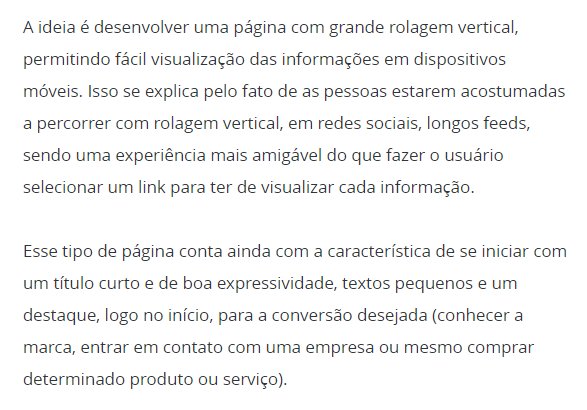 A ideia é desenvolver uma página com grande rolagem vertical,
permitindo fácil visualização das informações em dispositivos
móveis. Isso se explica pelo fato de as pessoas estarem acostumadas
a percorrer com rolagem vertical, em redes sociais, longos feeds,
sendo uma experiência mais amigável do que fazer o usuário
selecionar um link para ter de visualizar cada informação.
Esse tipo de página conta ainda com a característica de se iniciar com
um título curto e de boa expressividade, textos pequenos e um
destaque, logo no início, para a conversão desejada (conhecer a
marca, entrar em contato com uma empresa ou mesmo comprar
determinado produto ou serviço).